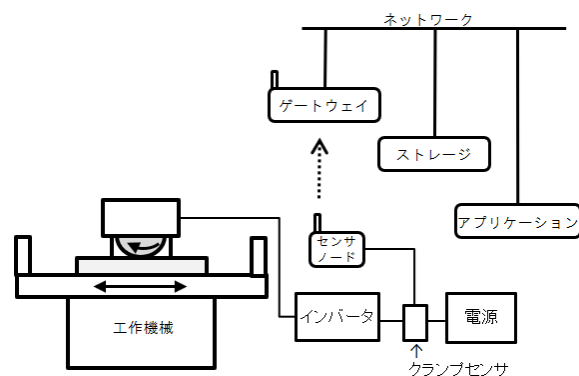 ネットワーク
ゲートウェイ
ストレージ
アプリケーション
センサ
ノード
インバータ
電源
工作機械
↑
クランプセンサ